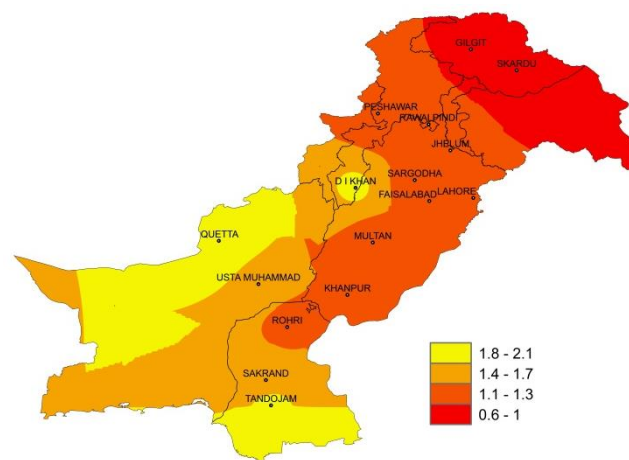 GILGIT
SKARDU
PESHAWAR
RAWALPINDI
JHELUM
D I KHAN
SARGODHA
FAISALABAD
LAHORE
QUETTA
MULTAN
USTA MUHAMMAD
KHANPUR
ROHRI
SAKRAND
TANDOJAM
1.8 - 2.1
1.4 - 1.7
1.1 - 1.3
0.6 - 1